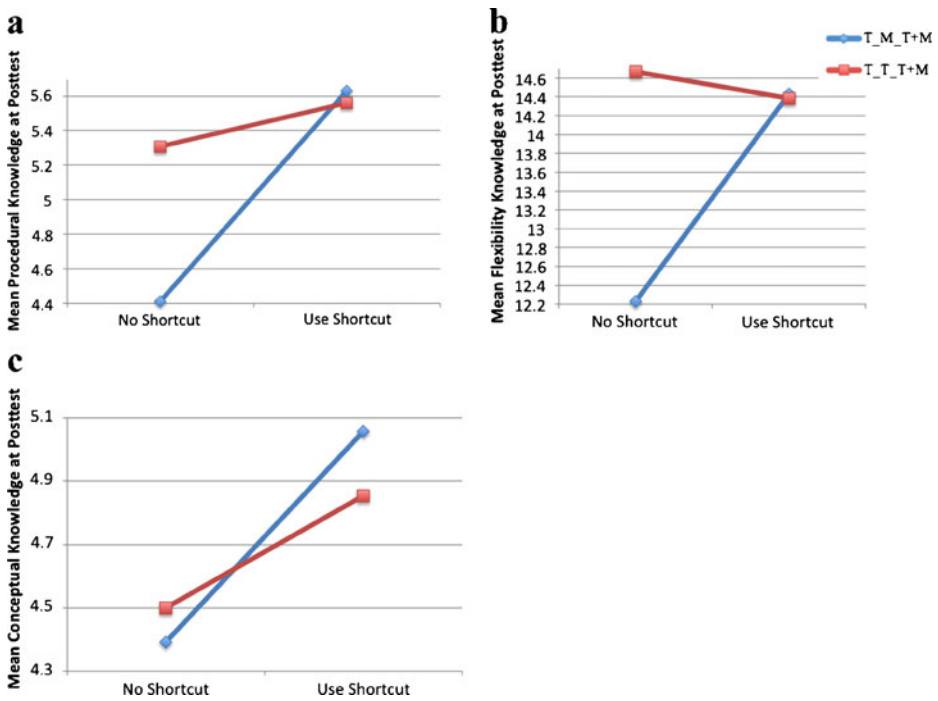 a
Mean Procedural Knowledge at Posttest
5.6
5.4
5.2
5
4.8
4.6
4.4
No Shortcut
Use Shortcut
b
T_M_T+M
T_T_T+M
Mean Flexibility Knowledge at Posttest
14.6
14.4
14.2
14
13.8
13.6
13.4
13.2
13
12.8
12.6
12.4
12.2
No Shortcut
Use Shortcut
c
Mean Conceptual Knowledge at Posttest
5.1
4.9
4.7
4.5
4.3
No Shortcut
Use Shortcut